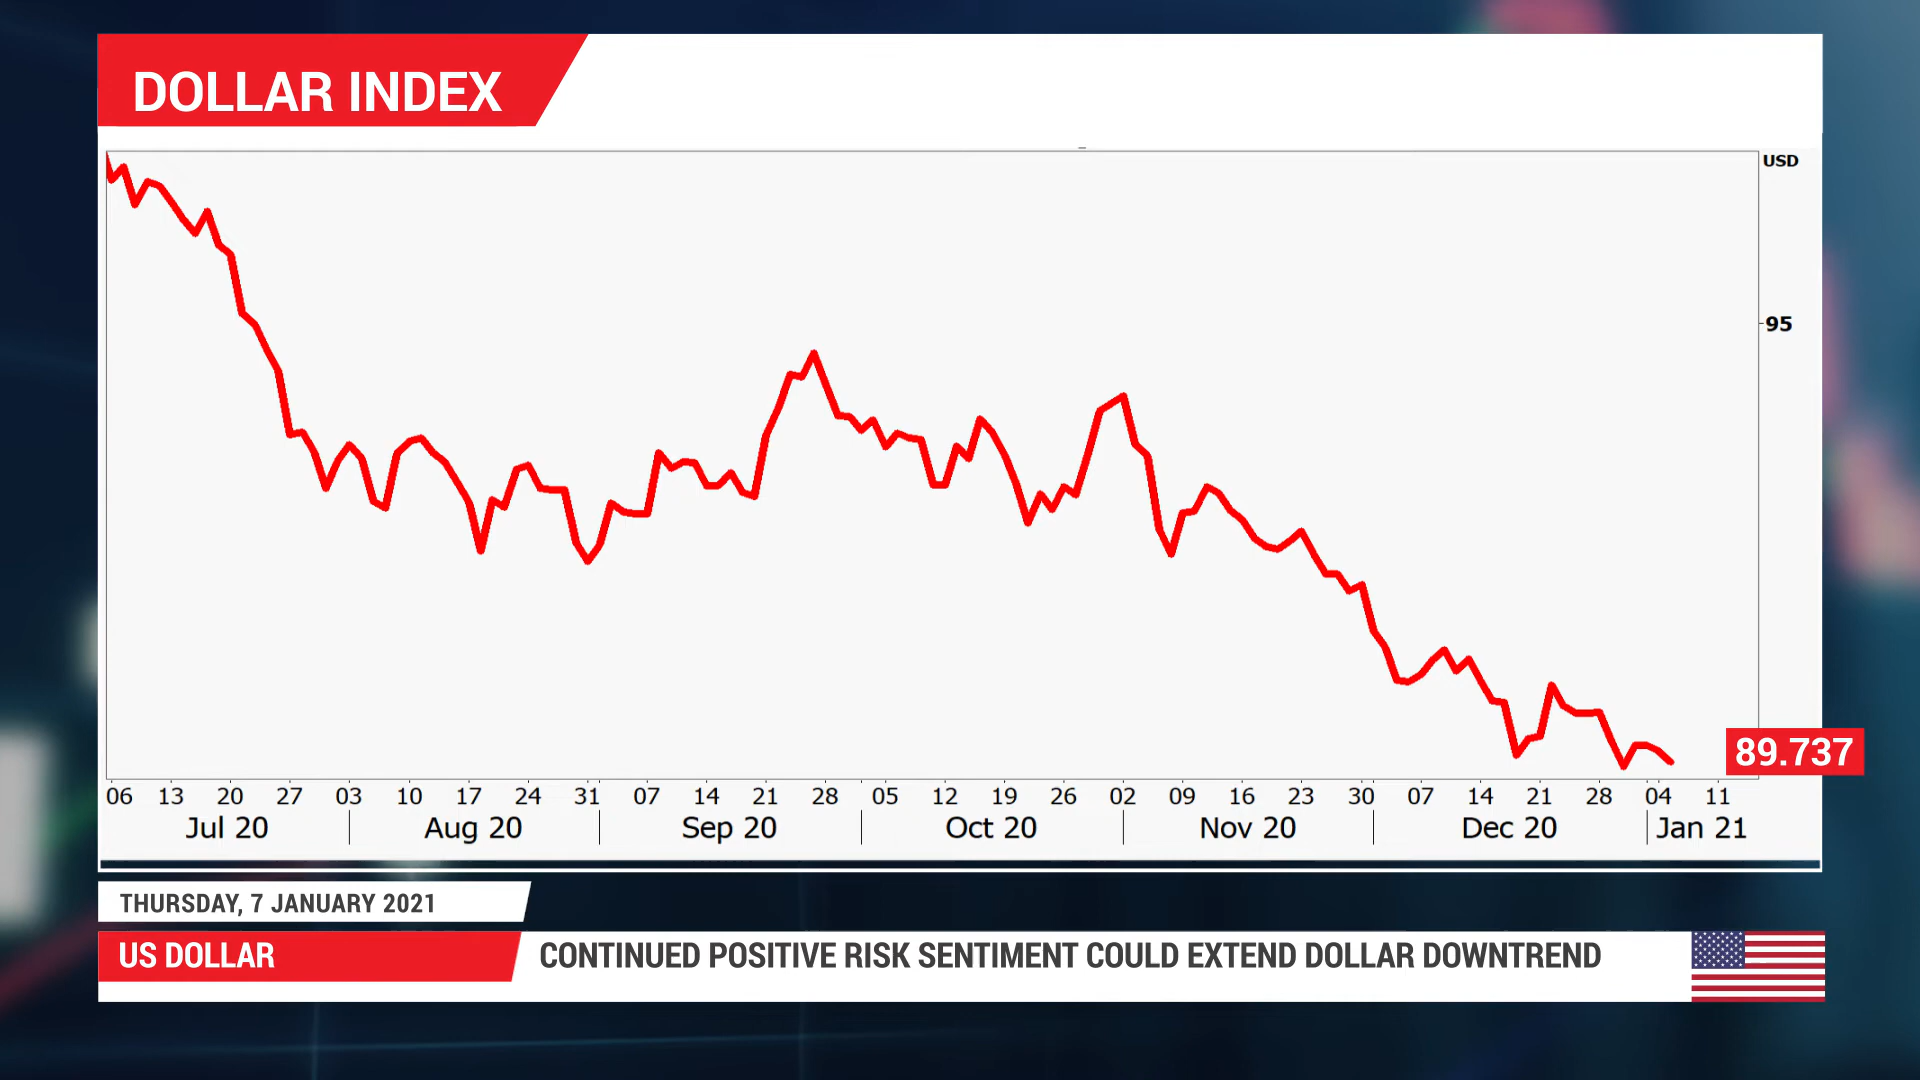 DOLLAR INDEX
USD
95
89.737
06 13 20 27 03 10 17 24 31 07 14 21 28 05 12 19 26 02 09 16 23 30 07 14 21 28 04 11
Jul 20 Aug 20 Sep 20 Oct 20 Nov 20 Dec 20 Jan 21
THURSDAY, 7 JANUARY 2021
US DOLLAR CONTINUED POSITIVE RISK SENTIMENT COULD EXTEND DOLLAR DOWNTREND